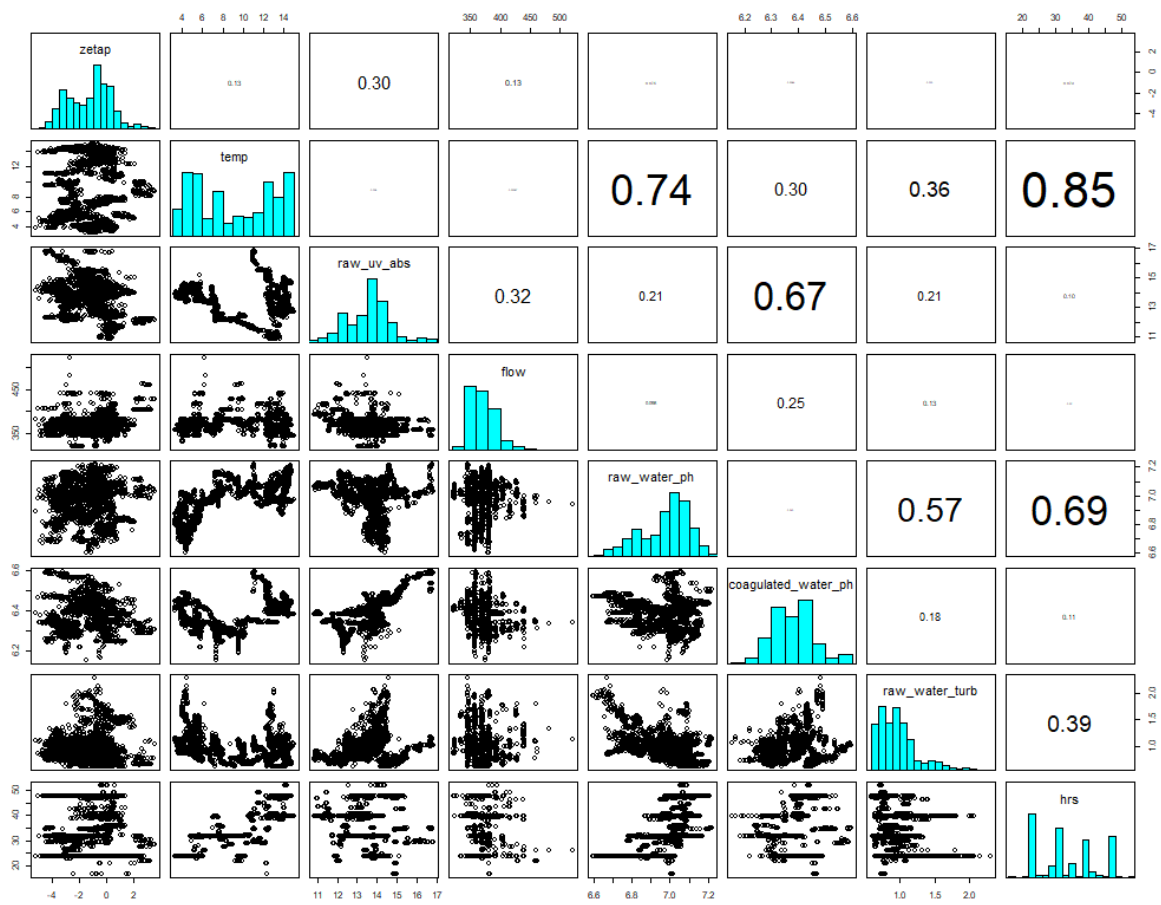 4 6 8 10 12 14
350 400 450 500
6.2 6.3 6.4 6.5 6.6
20 30 40 50
zetap
0.13
0.30
0.13
-4 -2 0 2
4 6 8 12
temp
0.74
0.30
0.36
0.85
raw_uv_abs
0.32
0.21
0.67
0.21
0.10
11 13 15 17
350 450
flow
0.25
0.13
raw_water_ph
0.57
0.69
6.6 6.8 7.0 7.2
6.2 6.4 6.6
coagulated_water_ph
0.18
0.11
raw_water_turb
0.39
1.0 1.5 2.0
20 30 40 50
hrs
-4 -2 0 2
11 12 13 14 15 16 17
6.6 6.8 7.0 7.2
1.0 1.5 2.0